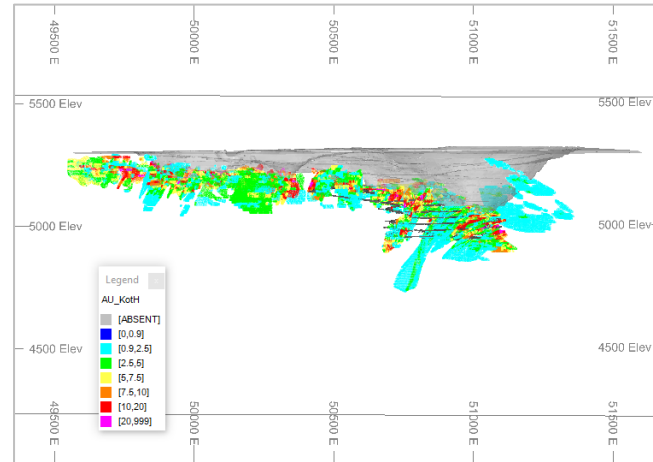 49500 E
50000 E
50500 E
51000 E
51500 E
5500 Elev
5500 Elev
5000 Elev
5000 Elev
Legend
AU_KotH
[ABSENT]
[0,0.9]
[0.9,2.5]
[2.5,5]
[5,7.5]
[7.5,10]
[10,20]
[20,999]
4500 Elev
4500 Elev
49500 E
50000 E
50500 E
51000 E
51500 E